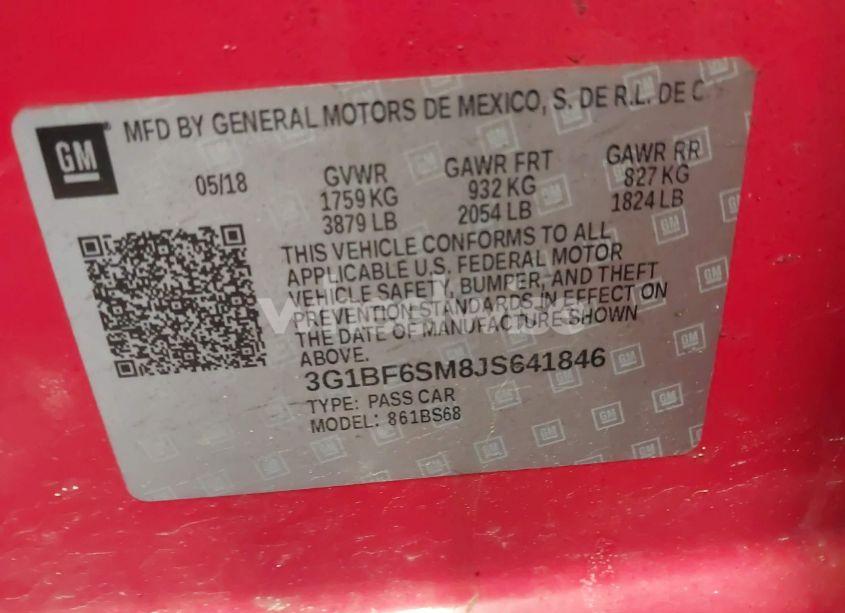 GM
MFD BY GENERAL MOTORS DE MEXICO, S. DE R.L. DE C
05/18
GVWR GAWR FRT GAWR RR
1759 KG 932 KG 827 KG
3879 LB 2054 LB 1824 LB
THIS VEHICLE CONFORMS TO ALL
APPLICABLE U.S. FEDERAL MOTOR
VEHICLE SAFETY, BUMPER, AND THEFT
PREVENTION STANDARDS IN EFFECT ON
THE DATE OF MANUFACTURE SHOWN
ABOVE.
3G1BF6SM8JS641846
TYPE: PASS CAR
MODEL: 861BS68